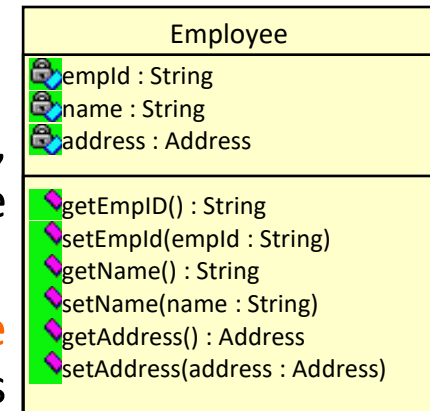 Employee
empId : String
name : String
address : Address
,
e
getEmpID() : String
setEmpId(empId : String)
getName() : String
setName(name : String)
e
getAddress() : Address
setAddress(address : Address)
s